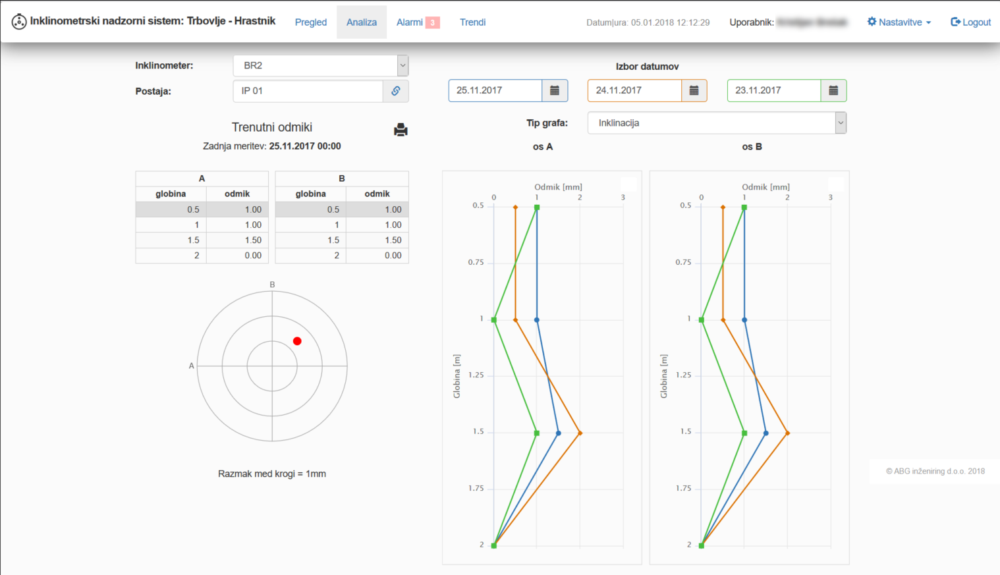 Inklinometrski nadzorni sistem: Trbovlje - Hrastnik Pregled Analiza Alarmi 3 Trendi Datum|ura: 05.01.2018 12:12:29 Uporabnik: Nastavitve Logout
Inklinometer: BR2
Postaja: IP 01
Izbor datumov
25.11.2017 24.11.2017 23.11.2017
Tip grafa: Inklinacija
Trenutni odmiki
Zadnja meritev: 25.11.2017 00:00
A
globina odmik
0.5 1.00
1 1.00
1.5 1.50
2 0.00
B
globina odmik
0.5 1.00
1 1.00
1.5 1.50
2 0.00
B
A
Razmak med krogi = 1mm
os A
Odmik [mm]
0 1 2 3
0.5
0.75
1
1.25
1.5
1.75
2
Globina [m]
os B
Odmik [mm]
0 1 2 3
0.5
0.75
1
1.25
1.5
1.75
2
Globina [m]
© ABG inženiring d.o.o. 2018